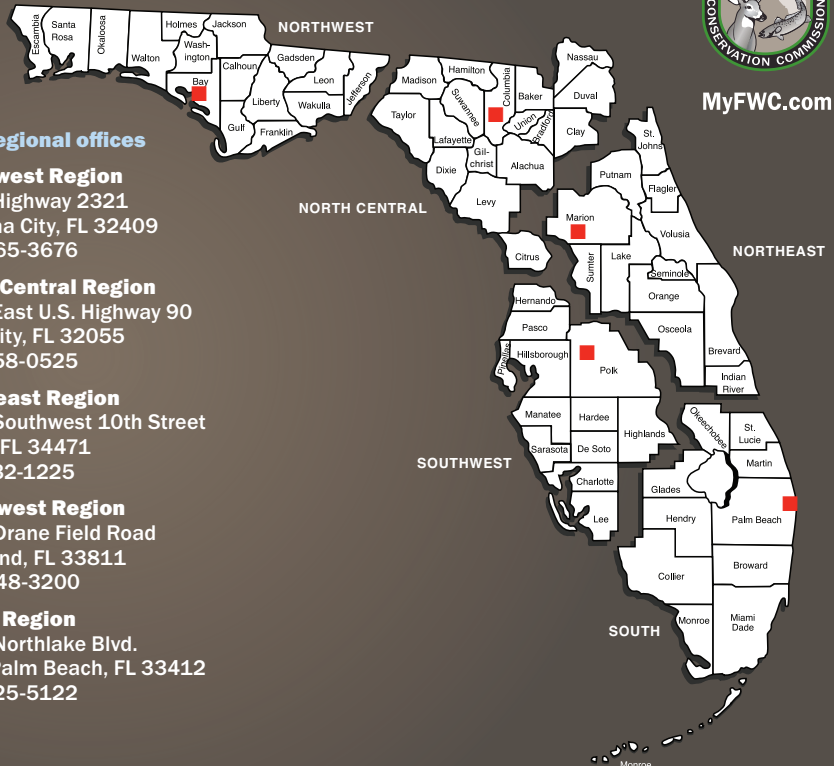 CONSERVATION COMMISSION
MyFWC.com
egional offices
west Region
Highway 2321
a City, FL 32409
65-3676
Central Region
East U.S. Highway 90
ity, FL 32055
58-0525
east Region
Southwest 10th Street
FL 34471
32-1225
west Region
Drane Field Road
nd, FL 33811
48-3200
Region
Northlake Blvd.
Palm Beach, FL 33412
25-5122
NORTHWEST
Escambia
Santa
Rosa
Okaloosa
Walton
Holmes
Wash-
ington
Jackson
Bay
Calhoun
Gulf
Liberty
Franklin
Gadsden
Leon
Wakulla
Jefferson
NORTH CENTRAL
Madison
Taylor
Hamilton
Suwannee
Lafayette
Columbia
Baker
Union
Bradford
Nassau
Duval
Clay
Dixie
Gil-
christ
Alachua
Levy
Citrus
NORTHEAST
St.
Johns
Putnam
Flagler
Marion
Volusia
Sumter
Lake
Seminole
Orange
Osceola
Brevard
Indian
River
SOUTHWEST
Hernando
Pasco
Pinellas
Hillsborough
Polk
Manatee
Hardee
Highlands
Sarasota
De Soto
Charlotte
Lee
SOUTH
Okeechobee
St.
Lucie
Martin
Glades
Hendry
Palm Beach
Collier
Broward
Monroe
Miami
Dade
Monroe